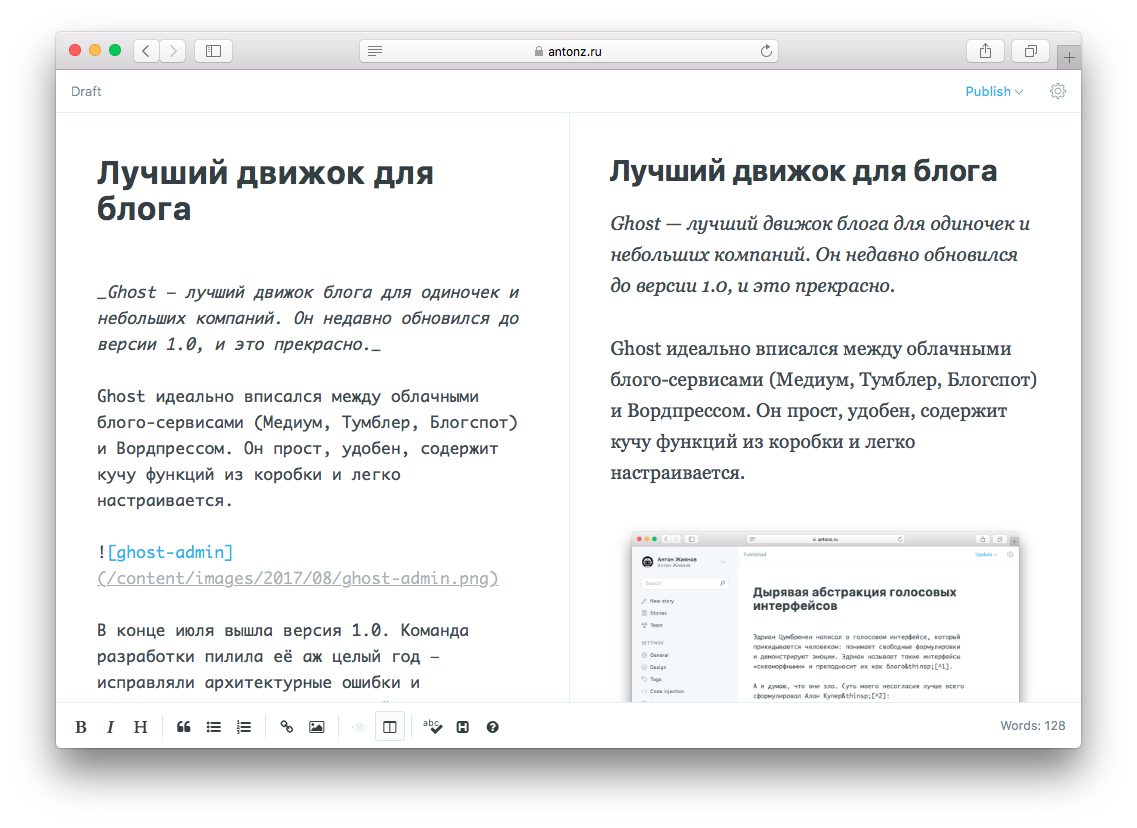 antonz.ru
Draft
Publish
Лучший движок для
блога
_Ghost — лучший движок блога для одиночек и
небольших компаний. Он недавно обновился до
версии 1.0, и это прекрасно._
Ghost идеально вписался между облачными
блого-сервисами (Медиум, Тумблер, Блогспот)
и Вордпрессом. Он прост, удобен, содержит
кучу функций из коробки и легко
настраивается.
![ghost-admin]
(/content/images/2017/08/ghost-admin.png)
В конце июля вышла версия 1.0. Команда
разработки пилила её аж целый год —
исправляли архитектурные ошибки и
Лучший движок для блога
Ghost — лучший движок блога для одиночек и
небольших компаний. Он недавно обновился
до версии 1.0, и это прекрасно.
Ghost идеально вписался между облачными
блого-сервисами (Медиум, Тумблер, Блогспот)
и Вордпрессом. Он прост, удобен, содержит
кучу функций из коробки и легко
настраивается.
antonz.ru
Антон Жиянов
Антон Жиянов
Published
Update
Search
New story
Stories
Team
SETTINGS
General
Design
Tags
Code injection
Дырявая абстракция голосовых
интерфейсов
Эдриан Цумбрюнен написал о голосовом интерфейсе, который
прикидывается человеком: понимает свободные формулировки
и демонстрирует эмоции. Эдриан называет такие интерфейсы
«скеоморфными» и преподносит их как благо&thinsp;[^1].
А я думаю, что они зло. Суть моего несогласия лучше всего
сформулировал Алан Купер&thinsp;[^2]:
B I H
abc
Words: 128